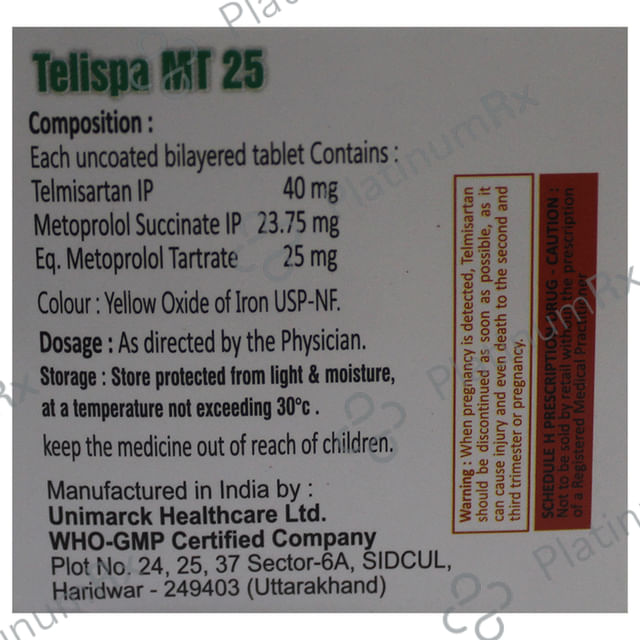 Telispa MT 25
Composition :
Each uncoated bilayered tablet Contains :
Telmisartan IP 40 mg
Metoprolol Succinate IP 23.75 mg
Eq. Metoprolol Tartrate 25 mg
Colour : Yellow Oxide of Iron USP-NF.
Dosage : As directed by the Physician.
Storage : Store protected from light & moisture,
at a temperature not exceeding 30°c .
keep the medicine out of reach of children.
Manufactured in India by :
Unimarck Healthcare Ltd.
WHO-GMP Certified Company
Plot No. 24, 25, 37 Sector-6A, SIDCUL,
Haridwar - 249403 (Uttarakhand)
Warning : When pregnancy is detected, Telmisartan
should be discontinued as soon as possible, as it
can cause injury and even death to the second and
third trimester or pregnancy.
SCHEDULE H PRESCRIPTION DRUG - CAUTION :
Not to be sold by retail without the prescription
of a Registered Medical Practitioner
PlatinumRx
PlatinumRx
PlatinumRx